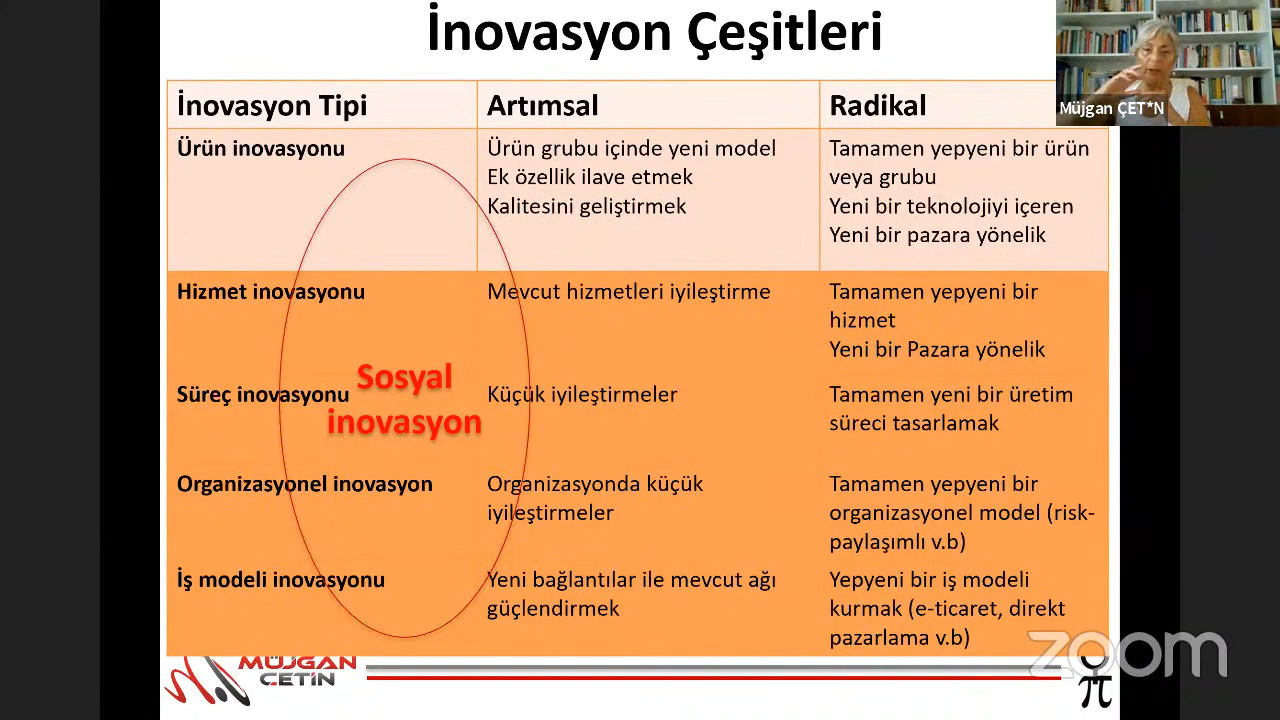 İnovasyon Çeşitleri
Müjgan ÇET*N
İnovasyon Tipi
Artımsal
Radikal
Ürün inovasyonu
Ürün grubu içinde yeni model
Ek özellik ilave etmek
Kalitesini geliştirmek
Tamamen yepyeni bir ürün
veya grubu
Yeni bir teknolojiyi içeren
Yeni bir pazara yönelik
Hizmet inovasyonu
Mevcut hizmetleri iyileştirme
Tamamen yepyeni bir
hizmet
Yeni bir Pazara yönelik
Sosyal
inovasyon
Süreç inovasyonu
Küçük iyileştirmeler
Tamamen yeni bir üretim
süreci tasarlamak
Organizasyonel inovasyon
Organizasyonda küçük
iyileştirmeler
Tamamen yepyeni bir
organizasyonel model (risk-
paylaşımlı v.b)
İş modeli inovasyonu
Yeni bağlantılar ile mevcut ağı
güçlendirmek
Yepyeni bir iş modeli
kurmak (e-ticaret, direkt
pazarlama v.b)
MÜJGAN
ÇETİN
zoom
π